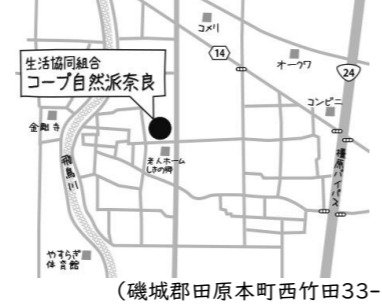 コメリ
14
オークワ
24
生活協同組合
コープ自然派奈良
コンビニ
金剛寺
老人ホーム
しきの郷
飛鳥川
橿原バイパス
やすらぎ
体育館
(磯城郡田原本町西竹田33-